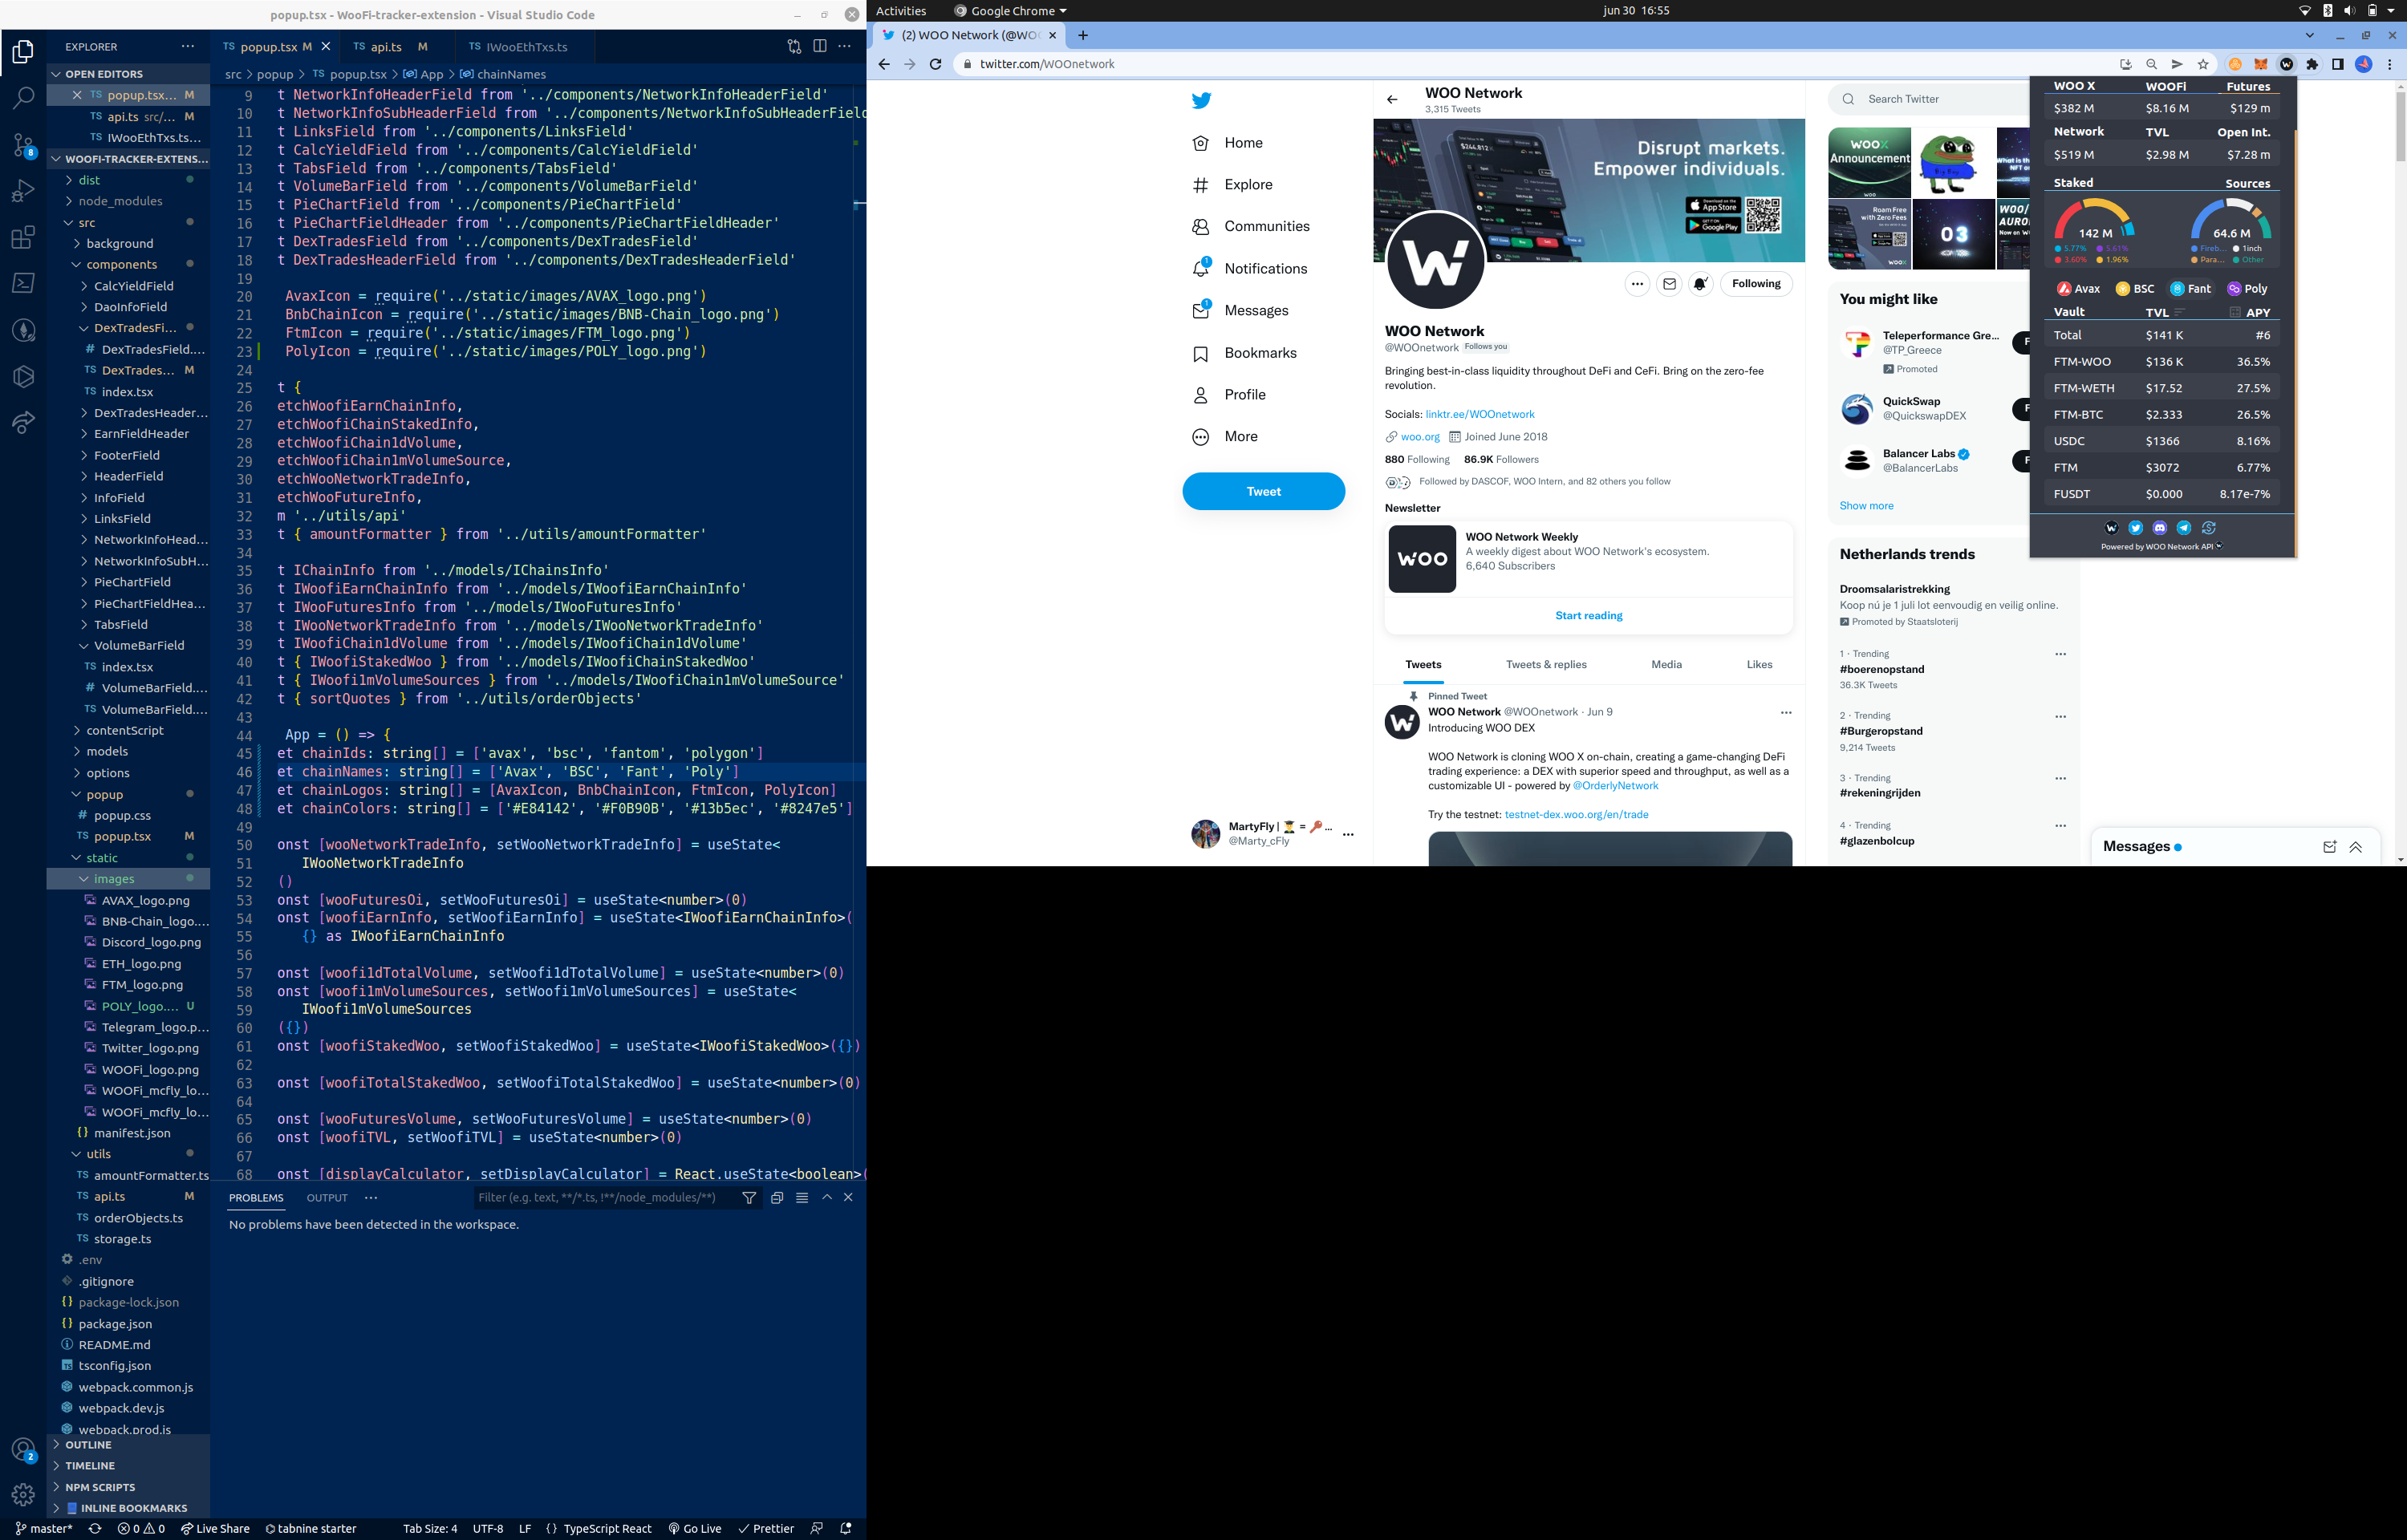 popup.tsx - WooFi-tracker-extension - Visual Studio Code
EXPLORER
OPEN EDITORS
popup.tsx... M
api.ts src/... M
IWooEthTxs.ts...
WOOFI-TRACKER-EXTENS...
dist
node_modules
src
background
components
CalcYieldField
DaoInfoField
DexTradesFi...
DexTradesField....
DexTrades... M
index.tsx
DexTradesHeader...
EarnFieldHeader
FooterField
HeaderField
InfoField
LinksField
NetworkInfoHead...
NetworkInfoSubH...
PieChartField
PieChartFieldHea...
TabsField
VolumeBarField
index.tsx
VolumeBarField....
VolumeBarField....
contentScript
models
options
popup
popup.css
popup.tsx M
static
images
AVAX_logo.png
BNB-Chain_logo....
Discord_logo.png
ETH_logo.png
FTM_logo.png
POLY_logo.... U
Telegram_logo.p...
Twitter_logo.png
WOOFi_logo.png
WOOFi_mcfly_lo...
WOOFi_mcfly_lo...
manifest.json
utils
amountFormatter.ts
api.ts M
orderObjects.ts
storage.ts
.env
.gitignore
package-lock.json
package.json
README.md
tsconfig.json
webpack.common.js
webpack.dev.js
webpack.prod.js
OUTLINE
TIMELINE
NPM SCRIPTS
INLINE BOOKMARKS
8
2
popup.tsx M
api.ts M
IWooEthTxs.ts
src > popup > popup.tsx > App > chainNames
9 t NetworkInfoHeaderField from '../components/NetworkInfoHeaderField'
10 t NetworkInfoSubHeaderField from '../components/NetworkInfoSubHeaderField
11 t LinksField from '../components/LinksField'
12 t CalcYieldField from '../components/CalcYieldField'
13 t TabsField from '../components/TabsField'
14 t VolumeBarField from '../components/VolumeBarField'
15 t PieChartField from '../components/PieChartField'
16 t PieChartFieldHeader from '../components/PieChartFieldHeader'
17 t DexTradesField from '../components/DexTradesField'
18 t DexTradesHeaderField from '../components/DexTradesHeaderField'
19
20 AvaxIcon = require('../static/images/AVAX_logo.png')
21 BnbChainIcon = require('../static/images/BNB-Chain_logo.png')
22 FtmIcon = require('../static/images/FTM_logo.png')
23 PolyIcon = require('../static/images/POLY_logo.png')
24
25 t {
26 etchWoofiEarnChainInfo,
27 etchWoofiChainStakedInfo,
28 etchWoofiChain1dVolume,
29 etchWoofiChain1mVolumeSource,
30 etchWooNetworkTradeInfo,
31 etchWooFutureInfo,
32 m '../utils/api'
33 t { amountFormatter } from '../utils/amountFormatter'
34
35 t IChainInfo from '../models/IChainsInfo'
36 t IWoofiEarnChainInfo from '../models/IWoofiEarnChainInfo'
37 t IWooFuturesInfo from '../models/IWooFuturesInfo'
38 t IWooNetworkTradeInfo from '../models/IWooNetworkTradeInfo'
39 t IWoofiChain1dVolume from '../models/IWoofiChain1dVolume'
40 t { IWoofiStakedWoo } from '../models/IWoofiChainStakedWoo'
41 t { IWoofi1mVolumeSources } from '../models/IWoofiChain1mVolumeSource'
42 t { sortQuotes } from '../utils/orderObjects'
43
44 App = () => {
45 et chainIds: string[] = ['avax', 'bsc', 'fantom', 'polygon']
46 et chainNames: string[] = ['Avax', 'BSC', 'Fant', 'Poly']
47 et chainLogos: string[] = [AvaxIcon, BnbChainIcon, FtmIcon, PolyIcon]
48 et chainColors: string[] = ['#E84142', '#F0B90B', '#13b5ec', '#8247e5']
49
50 onst [wooNetworkTradeInfo, setWooNetworkTradeInfo] = useState<
51 IWooNetworkTradeInfo
52 ()
53 onst [wooFuturesOi, setWooFuturesOi] = useState<number>(0)
54 onst [woofiEarnInfo, setWoofiEarnInfo] = useState<IWoofiEarnChainInfo>(
55 {} as IWoofiEarnChainInfo
56
57 onst [woofi1dTotalVolume, setWoofi1dTotalVolume] = useState<number>(0)
58 onst [woofi1mVolumeSources, setWoofi1mVolumeSources] = useState<
59 IWoofi1mVolumeSources
60 ({})
61 onst [woofiStakedWoo, setWoofiStakedWoo] = useState<IWoofiStakedWoo>({})
62
63 onst [woofiTotalStakedWoo, setWoofiTotalStakedWoo] = useState<number>(0)
64
65 onst [wooFuturesVolume, setWooFuturesVolume] = useState<number>(0)
66 onst [woofiTVL, setWoofiTVL] = useState<number>(0)
67
68 onst [displayCalculator, setDisplayCalculator] = React.useState<boolean>(
PROBLEMS OUTPUT
Filter (e.g. text, **/*.ts, !**/node_modules/**)
No problems have been detected in the workspace.
master* 0 0 Live Share tabnine starter Tab Size: 4 UTF-8 LF {} TypeScript React Go Live Prettier
Activities Google Chrome jun 30 16:55
(2) WOO Network (@WOO
twitter.com/WOOnetwork
Home
Explore
Communities
Notifications
1
Messages
1
Bookmarks
Profile
More
Tweet
MartyFly | = ...
@Marty_cFly
WOO Network
3,315 Tweets
Disrupt markets.
Empower individuals.
App Store
Google Play
Following
WOO Network
@WOOnetwork Follows you
Bringing best-in-class liquidity throughout DeFi and CeFi. Bring on the zero-fee
revolution.
Socials: linktr.ee/WOOnetwork
woo.org Joined June 2018
880 Following 86.9K Followers
Followed by DASCOF, WOO Intern, and 82 others you follow
Newsletter
WOO
WOO Network Weekly
A weekly digest about WOO Network's ecosystem.
6,640 Subscribers
Start reading
Tweets Tweets & replies Media Likes
Pinned Tweet
WOO Network @WOOnetwork · Jun 9
Introducing WOO DEX
WOO Network is cloning WOO X on-chain, creating a game-changing DeFi
trading experience: a DEX with superior speed and throughput, as well as a
customizable UI - powered by @OrderlyNetwork
Try the testnet: testnet-dex.woo.org/en/trade
Search Twitter
WOOX
Announcement
Roam Free
with Zero Fees
03
You might like
Teleperformance Gre...
@TP_Greece
Promoted
QuickSwap
@QuickswapDEX
Balancer Labs
@BalancerLabs
Show more
Netherlands trends
Droomsalaristrekking
Koop nú je 1 juli lot eenvoudig en veilig online.
Promoted by Staatsloterij
1 · Trending
#boerenopstand
36.3K Tweets
2 · Trending
#Burgeropstand
9,214 Tweets
3 · Trending
#rekeningrijden
4 · Trending
#glazenbolcup
Messages
WOO X WOOFi Futures
$382 M $8.16 M $129 m
Network TVL Open Int.
$519 M $2.98 M $7.28 m
Staked Sources
142 M 64.6 M
5.77% 5.61% Fireb... 1inch
3.60% 1.96% Para... Other
Avax BSC Fant Poly
Vault TVL APY
Total $141 K #6
FTM-WOO $136 K 36.5%
FTM-WETH $17.52 27.5%
FTM-BTC $2.333 26.5%
USDC $1366 8.16%
FTM $3072 6.77%
FUSDT $0.000 8.17e-7%
Powered by WOO Network API